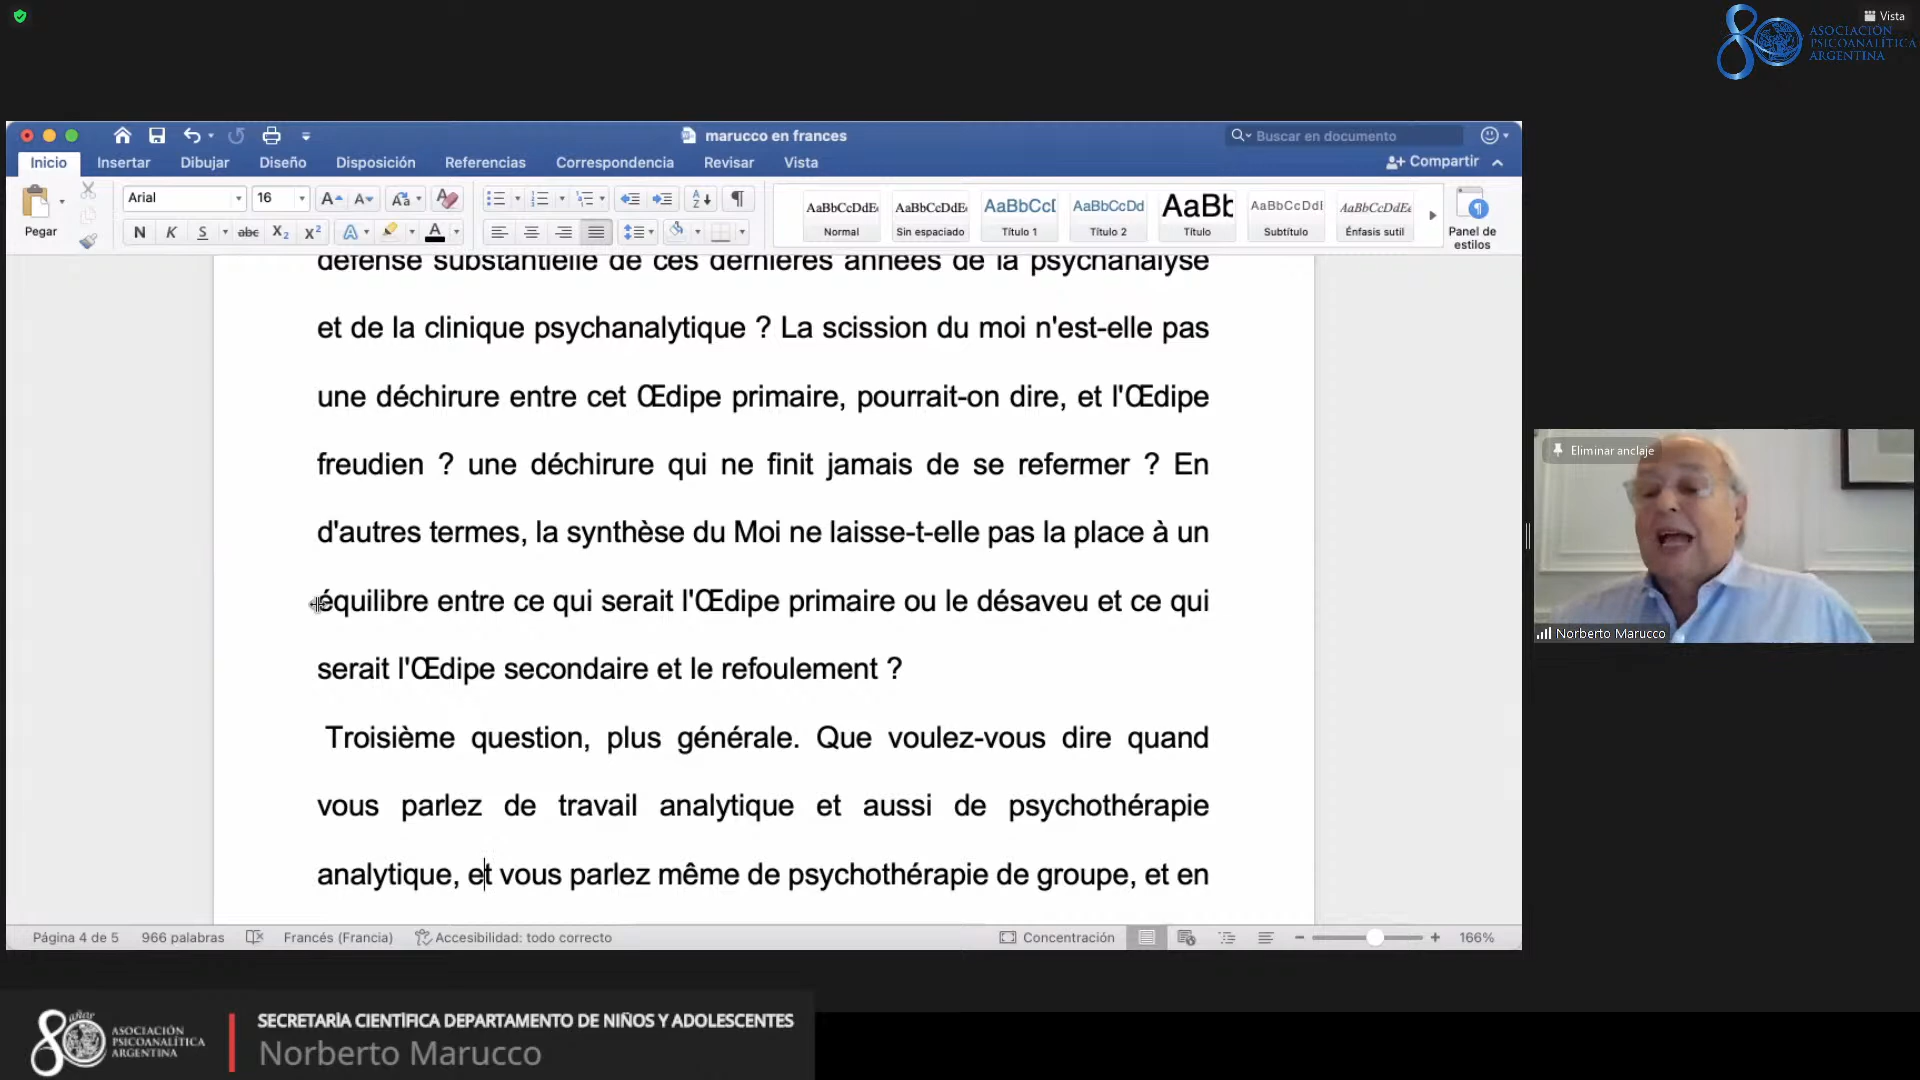 Vista
ASOCIACIÓN
PSICOANALÍTICA
ARGENTINA
marucco en frances
Buscar en documento
Inicio Insertar Dibujar Diseño Disposición Referencias Correspondencia Revisar Vista
Compartir
Pegar
Arial 16
AaBbCcDdEe AaBbCcDdEe AaBbCcDdEe
Normal Sin espaciado Título 1 Título 2 Título Subtítulo Énfasis sutil
Panel de
estilos
défense substantielle de ces dernières années de la psychanalyse
et de la clinique psychanalytique ? La scission du moi n'est-elle pas
une déchirure entre cet Œdipe primaire, pourrait-on dire, et l'Œdipe
freudien ? une déchirure qui ne finit jamais de se refermer ? En
d'autres termes, la synthèse du Moi ne laisse-t-elle pas la place à un
équilibre entre ce qui serait l'Œdipe primaire ou le désaveu et ce qui
serait l'Œdipe secondaire et le refoulement ?
Troisième question, plus générale. Que voulez-vous dire quand
vous parlez de travail analytique et aussi de psychothérapie
analytique, et vous parlez même de psychothérapie de groupe, et en
Página 4 de 5 966 palabras Francés (Francia) Accesibilidad: todo correcto Concentración 166%
Eliminar anclaje
Norberto Marucco
80 años
ASOCIACIÓN
PSICOANALÍTICA
ARGENTINA
SECRETARÌA CIENTÌFICA DEPARTAMENTO DE NIÑOS Y ADOLESCENTES
Norberto Marucco